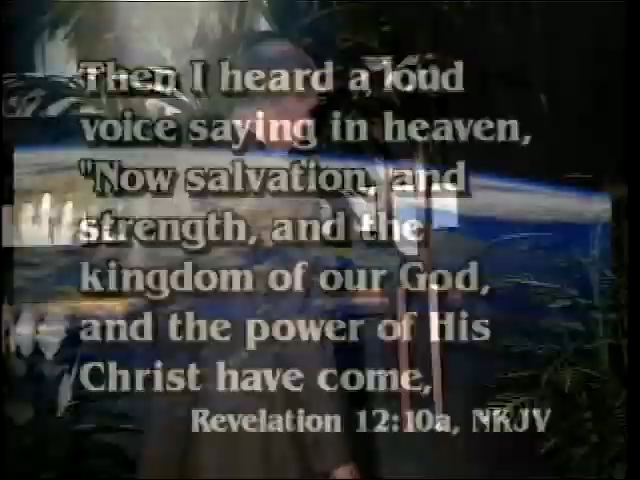 Then I heard a loud
voice saying in heaven,
"Now salvation, and
strength, and the
kingdom of our God,
and the power of His
Christ have come,
Revelation 12:10a, NKJV